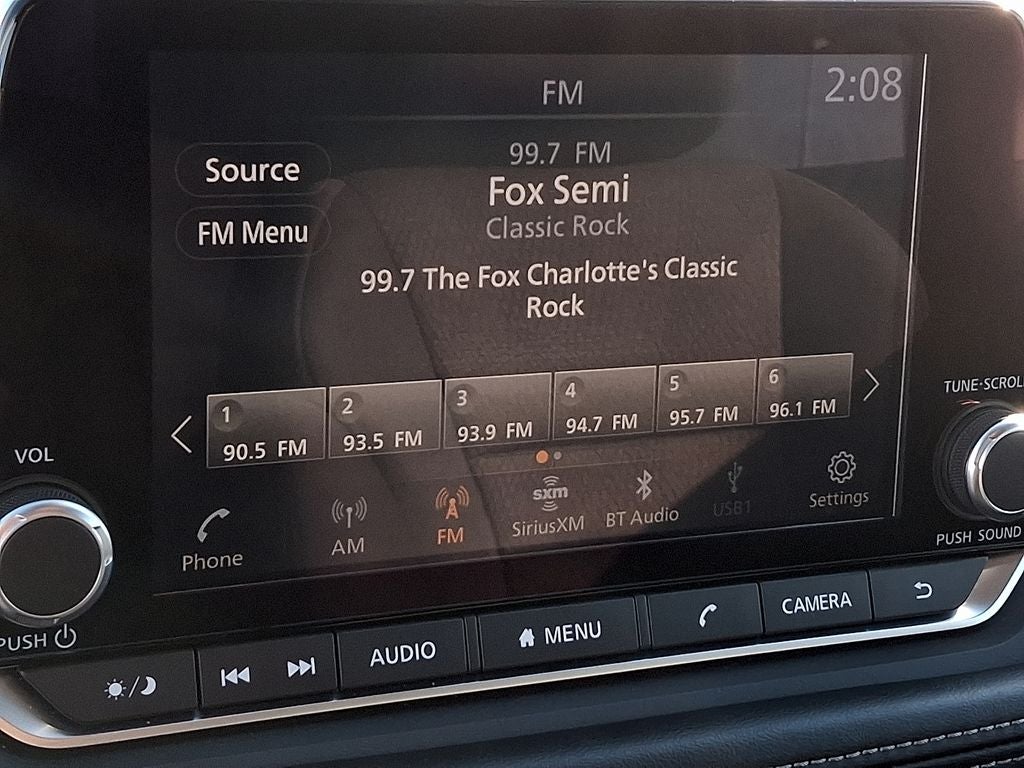 FM
2:08
Source
FM Menu
99.7 FM
Fox Semi
Classic Rock
99.7 The Fox Charlotte's Classic
Rock
1
90.5 FM
2
93.5 FM
3
93.9 FM
4
94.7 FM
5
95.7 FM
6
96.1 FM
Phone
AM
FM
sxm
SiriusXM
BT Audio
USB1
Settings
VOL
PUSH
TUNE·SCROLL
PUSH SOUND
AUDIO
MENU
CAMERA